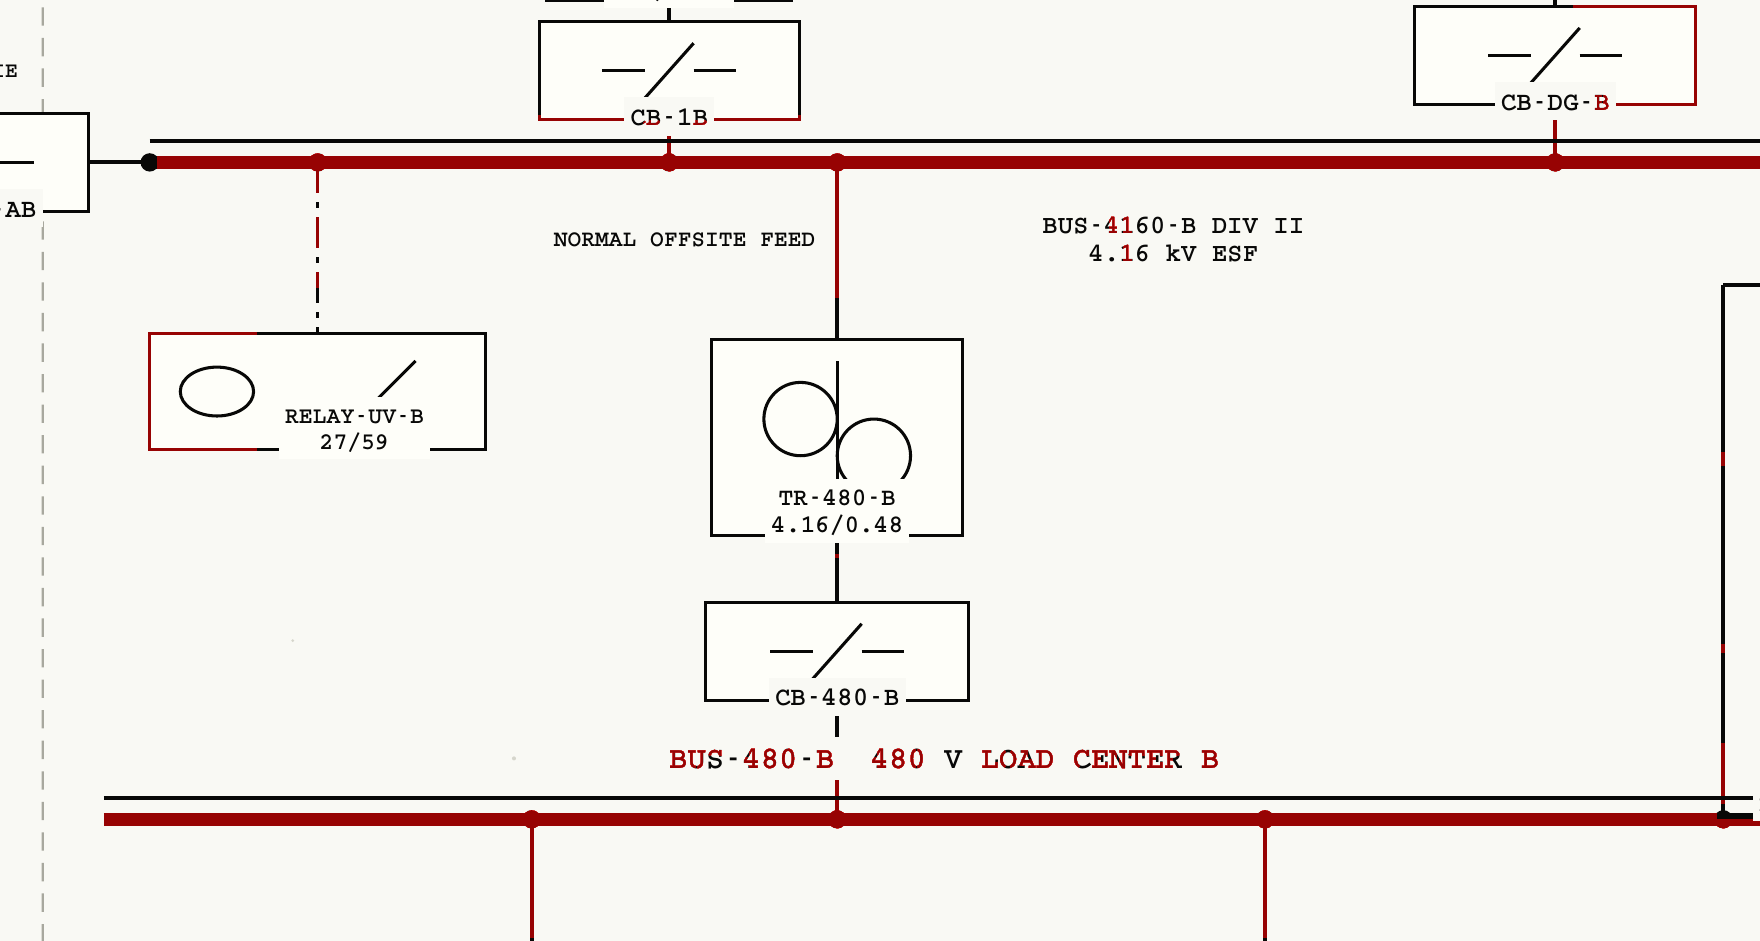 IE
CB-1B
CB-DG-B
-AB
NORMAL OFFSITE FEED
BUS-4160-B DIV II
4.16 kV ESF
RELAY-UV-B
27/59
TR-480-B
4.16/0.48
CB-480-B
BUS-480-B 480 V LOAD CENTER B